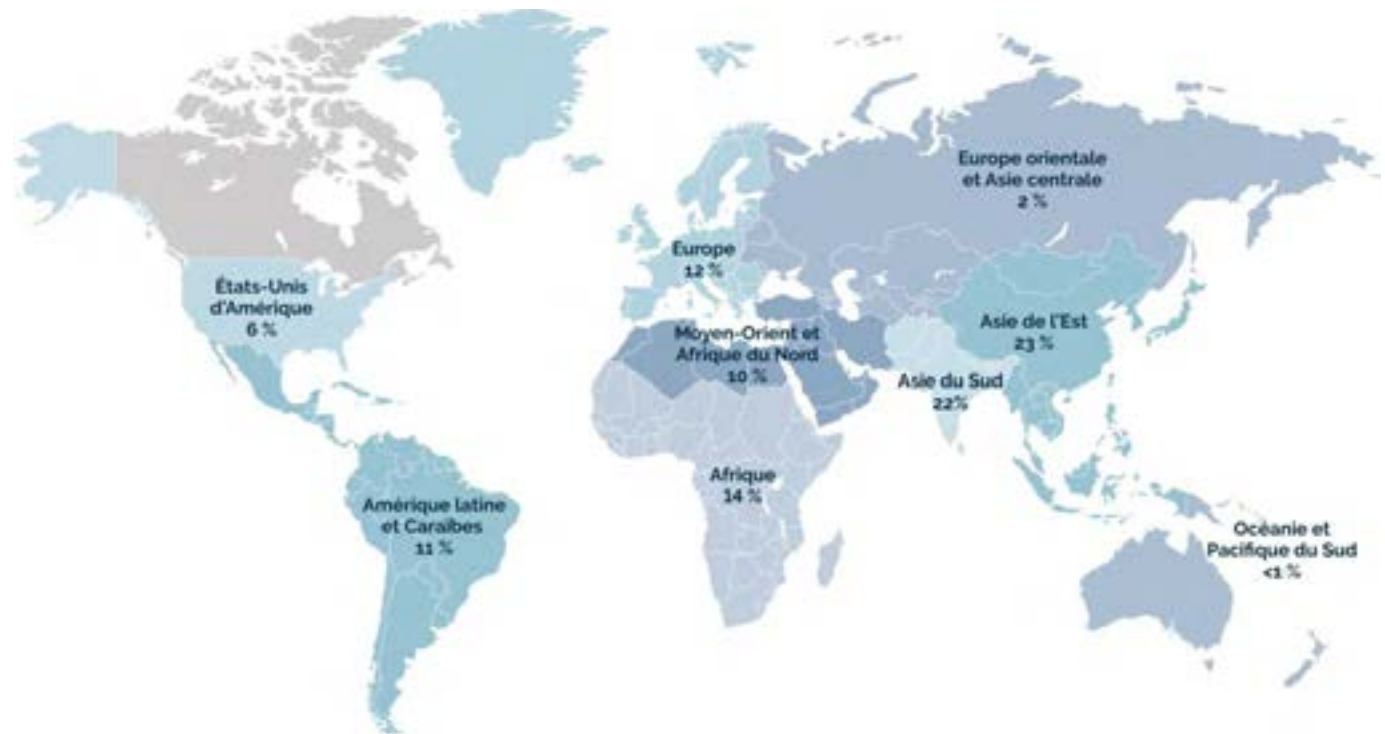 Europe orientale
et Asie centrale
2 %
Europe
12 %
États-Unis
d'Amérique
6 %
Moyen-Orient et
Afrique du Nord
10 %
Asie de l'Est
23 %
Asie du Sud
22%
Afrique
14 %
Amérique latine
et Caraïbes
11 %
Océanie et
Pacifique du Sud
<1 %